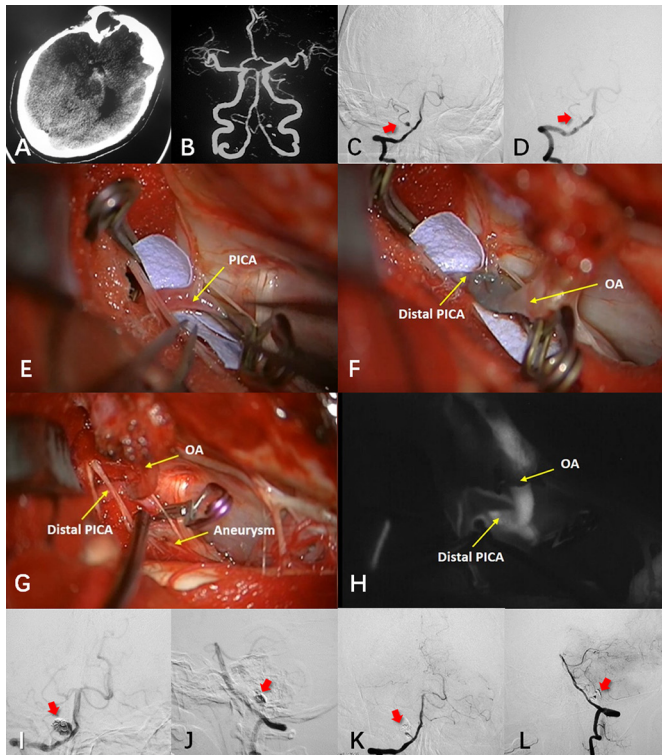 A
B
C
D
PICA
E
Distal PICA
OA
F
OA
Distal PICA
Aneurysm
G
OA
Distal PICA
H
I
J
K
L